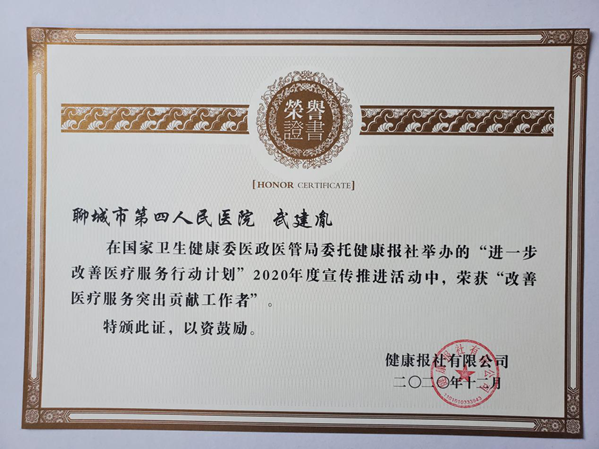 榮譽
證書
[HONOR CERTIFICATE]
聊城市第四人民医院 武建胤
在国家卫生健康委医政医管局委托健康报社举办的“进一步
改善医疗服务行动计划”2020年度宣传推进活动中，荣获“改善
医疗服务突出贡献工作者”。
特颁此证，以资鼓励。
健康报社有限公司
二〇二〇年十二月